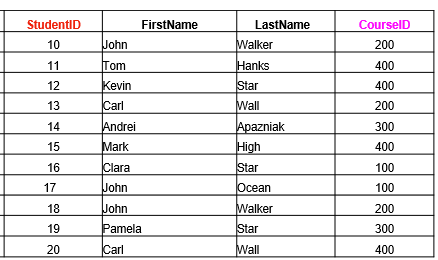 StudentID FirstName LastName CourseID
10 John Walker 200
11 Tom Hanks 400
12 Kevin Star 400
13 Carl Wall 200
14 Andrei Apazniak 300
15 Mark High 400
16 Clara Star 100
17 John Ocean 100
18 John Walker 200
19 Pamela Star 300
20 Carl Wall 400